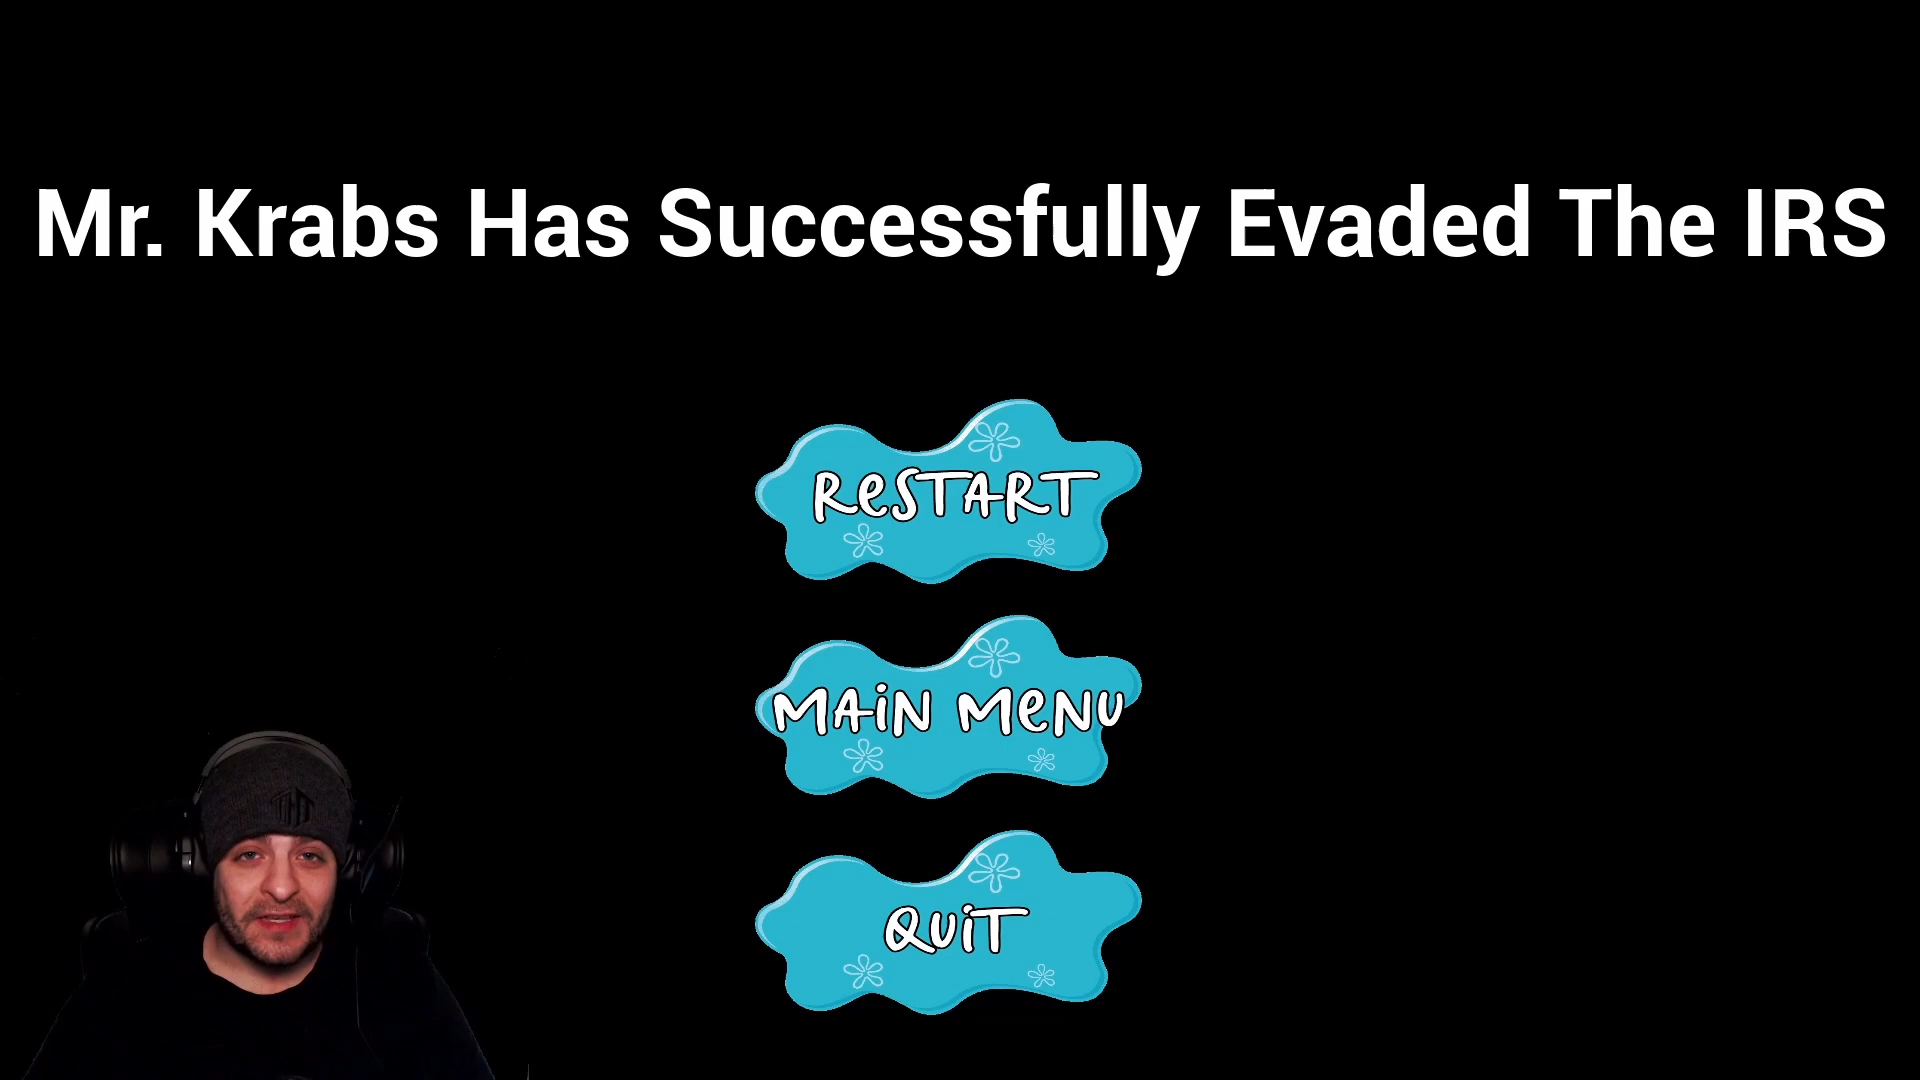 Mr. Krabs Has Successfully Evaded The IRS
ReSTART
MAiN MeNU
QUiT